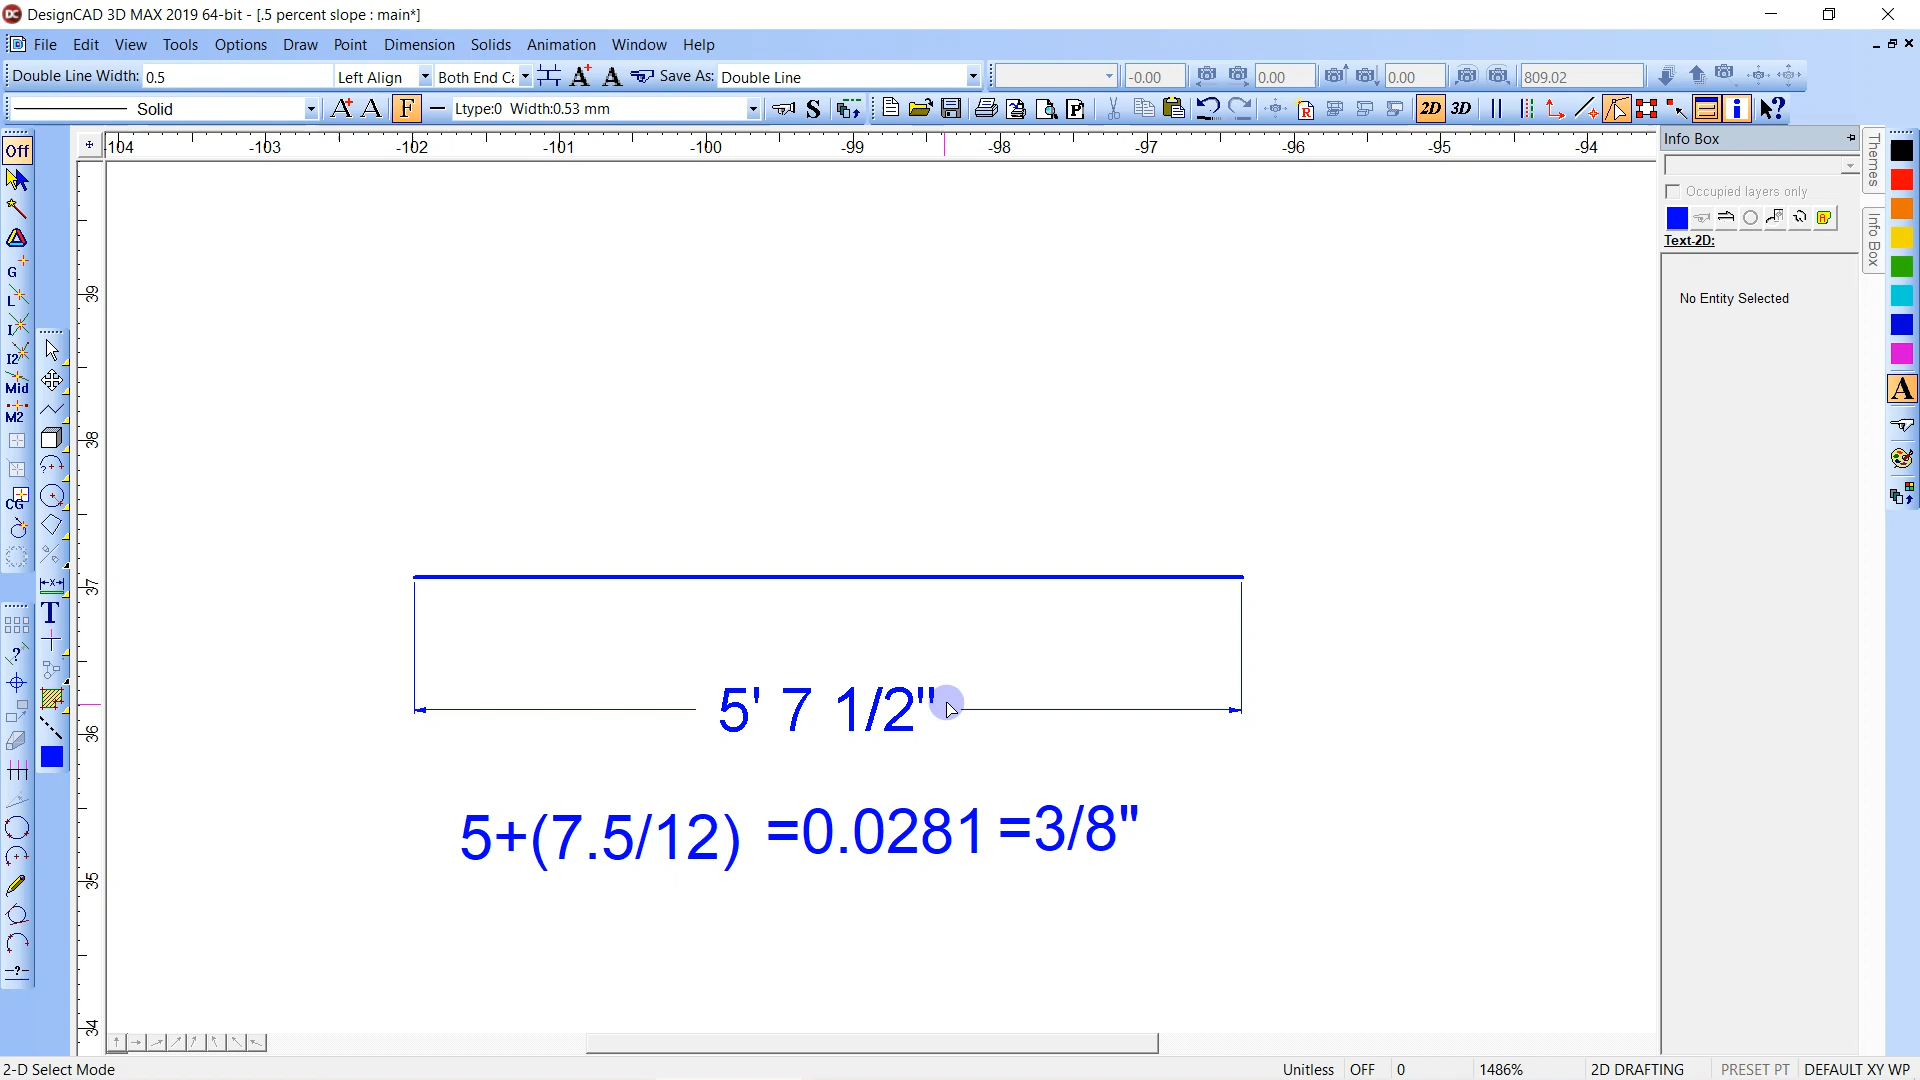 DesignCAD 3D MAX 2019 64-bit - [.5 percent slope : main*]
File Edit View Tools Options Draw Point Dimension Solids Animation Window Help
Double Line Width: 0.5 Left Align Both End Ca Save As: Double Line -0.00 0.00 0.00 809.02
Solid F Ltype:0 Width:0.53 mm S 2D 3D
Off
-104 -103 -102 -101 -100 -99 -98 -97 -96 -95 -94
Info Box
Themes
Occupied layers only
Info Box
Text-2D:
G
39
L
No Entity Selected
I
I2
Mid
A
M2
38
CG
37
T
36
5' 7 1/2"
5+(7.5/12) =0.0281 =3/8"
35
34
2-D Select Mode Unitless OFF 0 1486% 2D DRAFTING PRESET PT DEFAULT XY WP